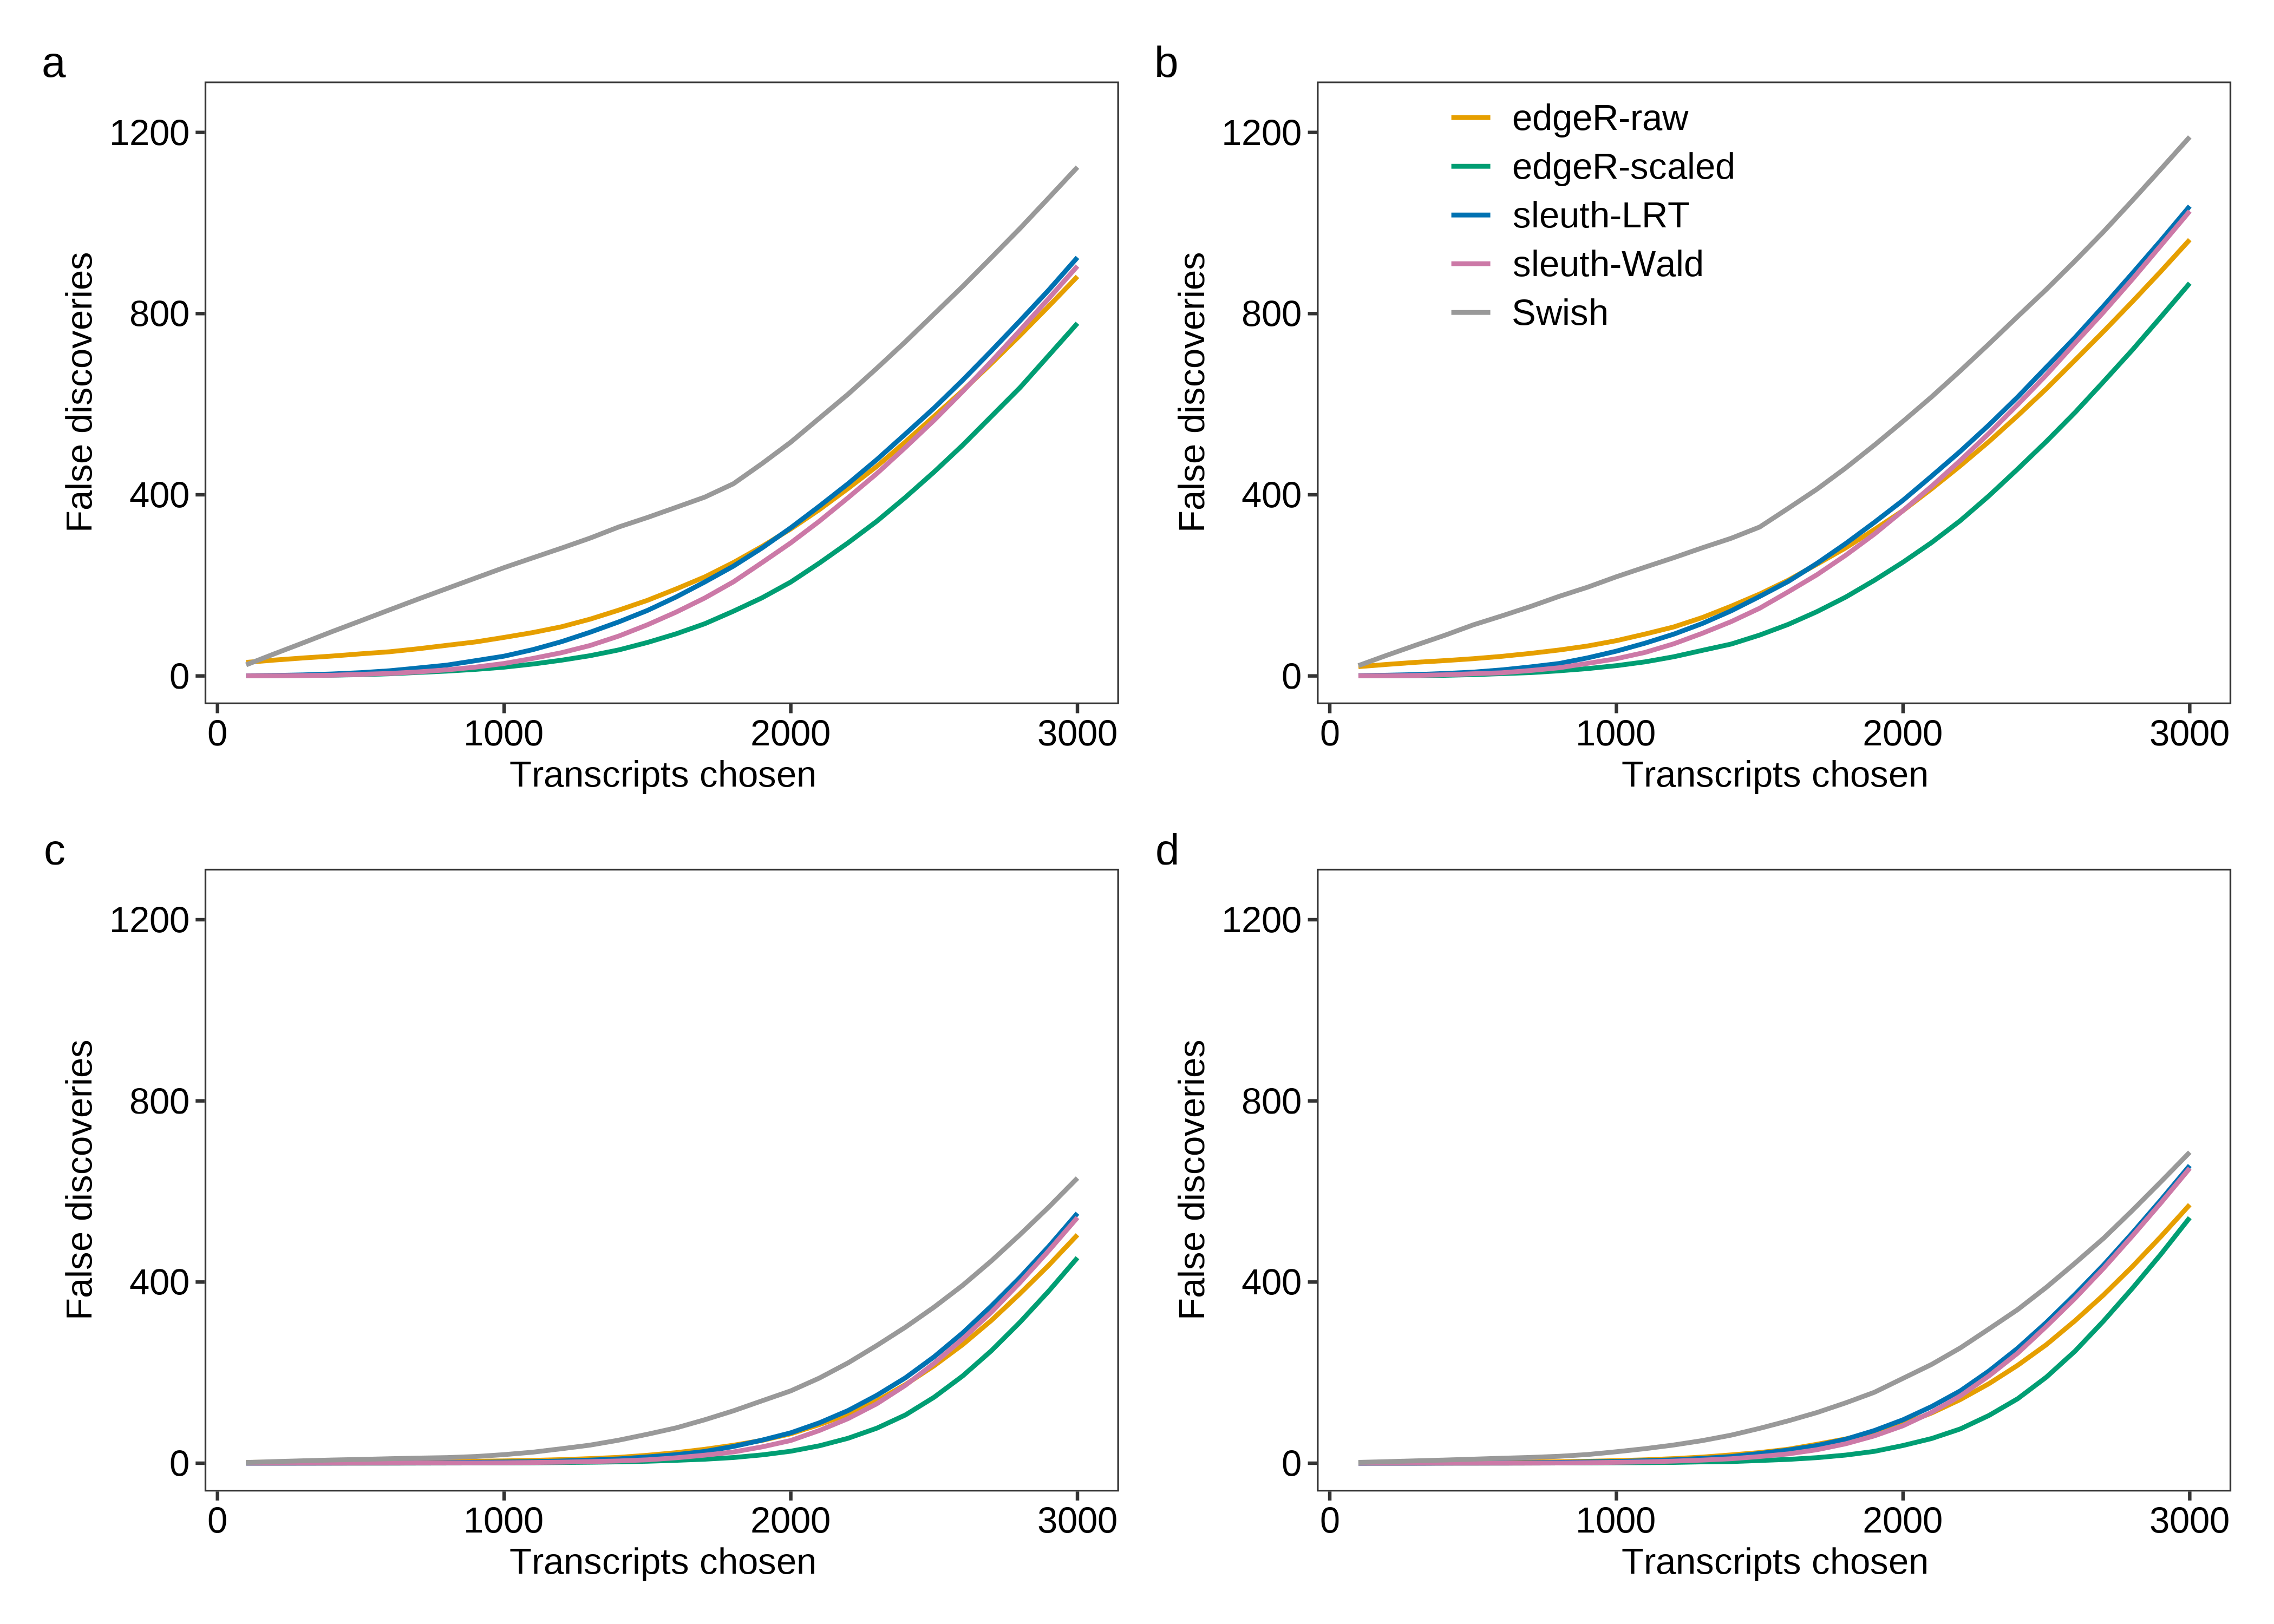 a
1200
800
400
0
False discoveries
0 1000 2000 3000
Transcripts chosen
b
edgeR-raw
edgeR-scaled
sleuth-LRT
sleuth-Wald
Swish
1200
800
400
0
False discoveries
0 1000 2000 3000
Transcripts chosen
c
1200
800
400
0
False discoveries
0 1000 2000 3000
Transcripts chosen
d
1200
800
400
0
False discoveries
0 1000 2000 3000
Transcripts chosen